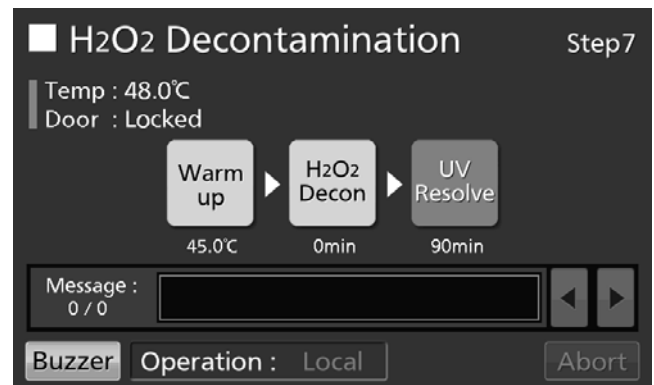 H2O2 Decontamination Step7
Temp : 48.0℃
Door : Locked
Warm up
H2O2 Decon
UV Resolve
45.0℃ 0min 90min
Message :
0 / 0
Buzzer Operation : Local Abort